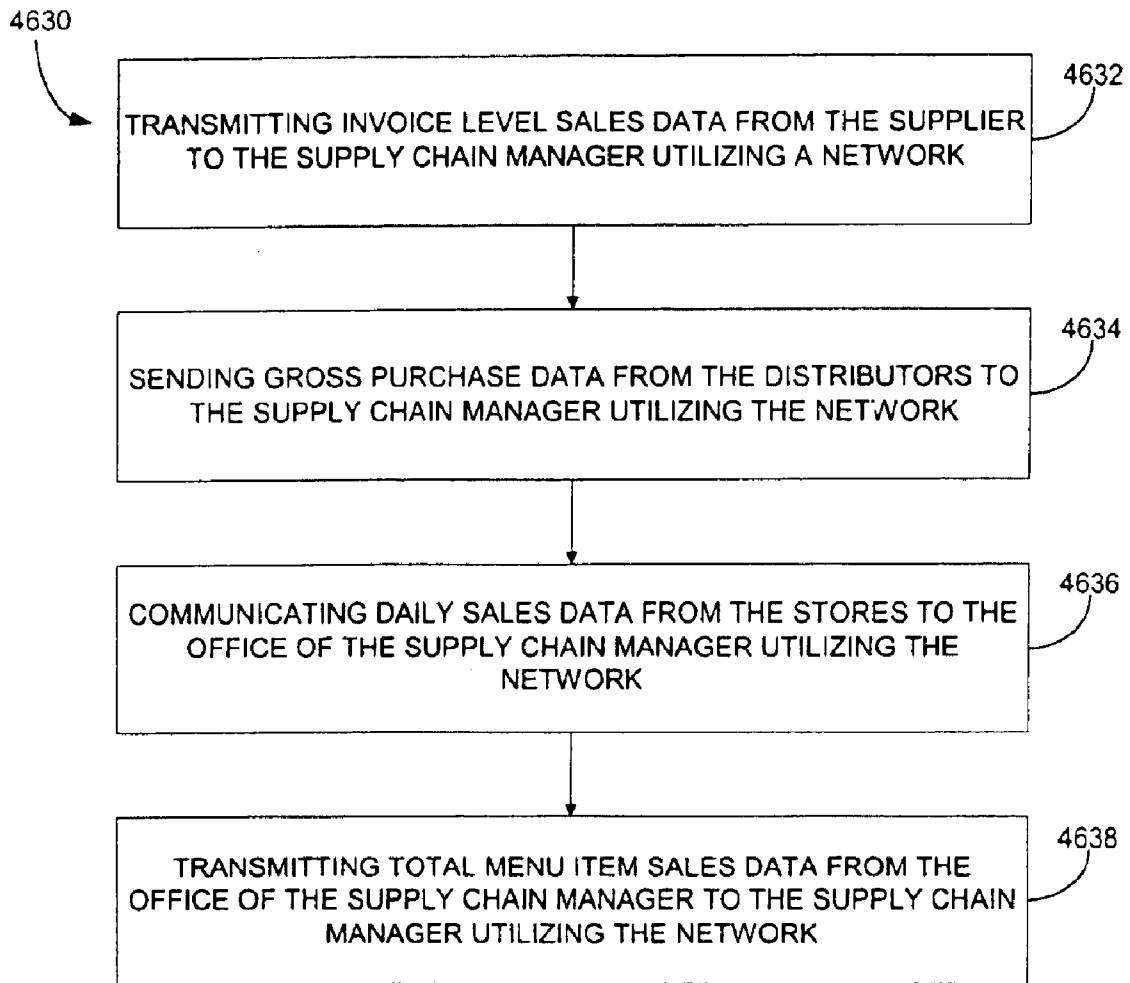 4630
4632
TRANSMITTING INVOICE LEVEL SALES DATA FROM THE SUPPLIER
TO THE SUPPLY CHAIN MANAGER UTILIZING A NETWORK
4634
SENDING GROSS PURCHASE DATA FROM THE DISTRIBUTORS TO
THE SUPPLY CHAIN MANAGER UTILIZING THE NETWORK
4636
COMMUNICATING DAILY SALES DATA FROM THE STORES TO THE
OFFICE OF THE SUPPLY CHAIN MANAGER UTILIZING THE
NETWORK
4638
TRANSMITTING TOTAL MENU ITEM SALES DATA FROM THE
OFFICE OF THE SUPPLY CHAIN MANAGER TO THE SUPPLY CHAIN
MANAGER UTILIZING THE NETWORK